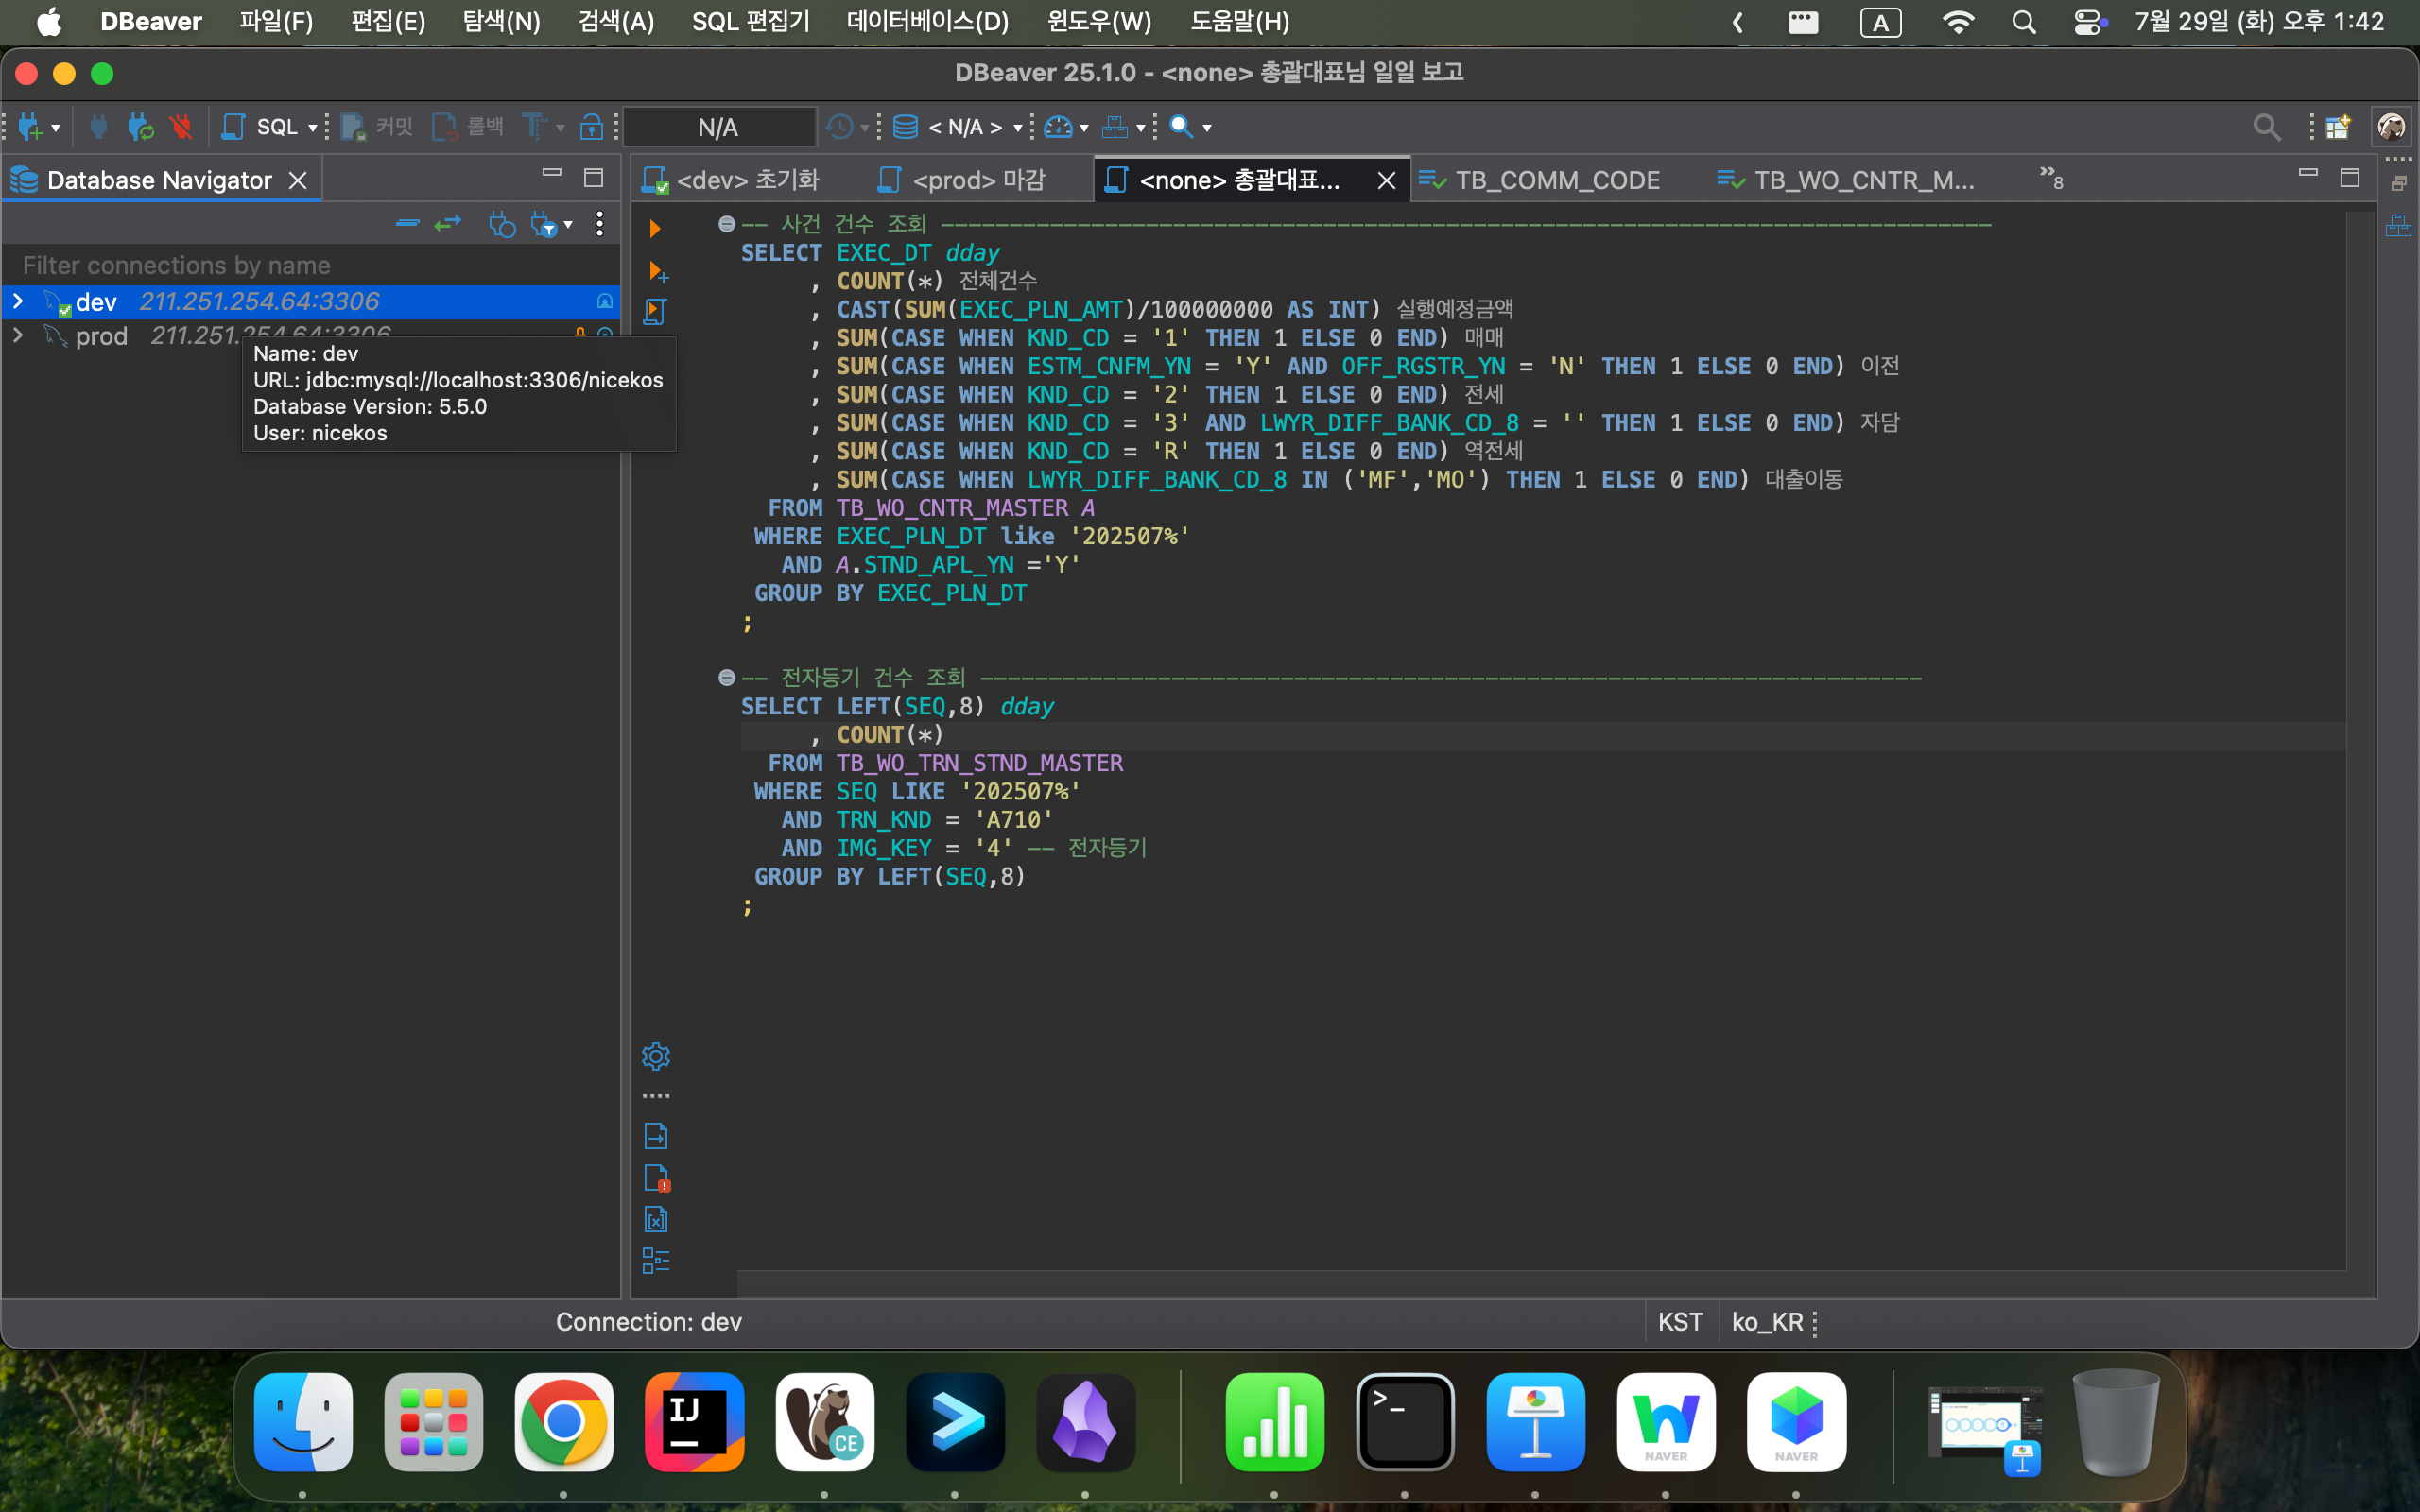 DBeaver 파일(F) 편집(E) 탐색(N) 검색(A) SQL 편집기 데이터베이스(D) 윈도우(W) 도움말(H) A 7월 29일 (화) 오후 1:42
DBeaver 25.1.0 - <none> 총괄대표님 일일 보고
SQL 커밋 롤백 N/A < N/A >
Database Navigator
<dev> 초기화 <prod> 마감 <none> 총괄대표... TB_COMM_CODE TB_WO_CNTR_M... »8
Filter connections by name
dev 211.251.254.64:3306
prod 211.251.254.64:3306
Name: dev
URL: jdbc:mysql://localhost:3306/nicekos
Database Version: 5.5.0
User: nicekos
-- 사건 건수 조회 -----------------------------------------------------------------------------
SELECT EXEC_DT dday
, COUNT(*) 전체건수
, CAST(SUM(EXEC_PLN_AMT)/100000000 AS INT) 실행예정금액
, SUM(CASE WHEN KND_CD = '1' THEN 1 ELSE 0 END) 매매
, SUM(CASE WHEN ESTM_CNFM_YN = 'Y' AND OFF_RGSTR_YN = 'N' THEN 1 ELSE 0 END) 이전
, SUM(CASE WHEN KND_CD = '2' THEN 1 ELSE 0 END) 전세
, SUM(CASE WHEN KND_CD = '3' AND LWYR_DIFF_BANK_CD_8 = '' THEN 1 ELSE 0 END) 자담
, SUM(CASE WHEN KND_CD = 'R' THEN 1 ELSE 0 END) 역전세
, SUM(CASE WHEN LWYR_DIFF_BANK_CD_8 IN ('MF','MO') THEN 1 ELSE 0 END) 대출이동
FROM TB_WO_CNTR_MASTER A
WHERE EXEC_PLN_DT like '202507%'
AND A.STND_APL_YN ='Y'
GROUP BY EXEC_PLN_DT
;
-- 전자등기 건수 조회 ---------------------------------------------------------------------
SELECT LEFT(SEQ,8) dday
, COUNT(*)
FROM TB_WO_TRN_STND_MASTER
WHERE SEQ LIKE '202507%'
AND TRN_KND = 'A710'
AND IMG_KEY = '4' -- 전자등기
GROUP BY LEFT(SEQ,8)
;
Connection: dev KST ko_KR
IJ CE >_ NAVER NAVER